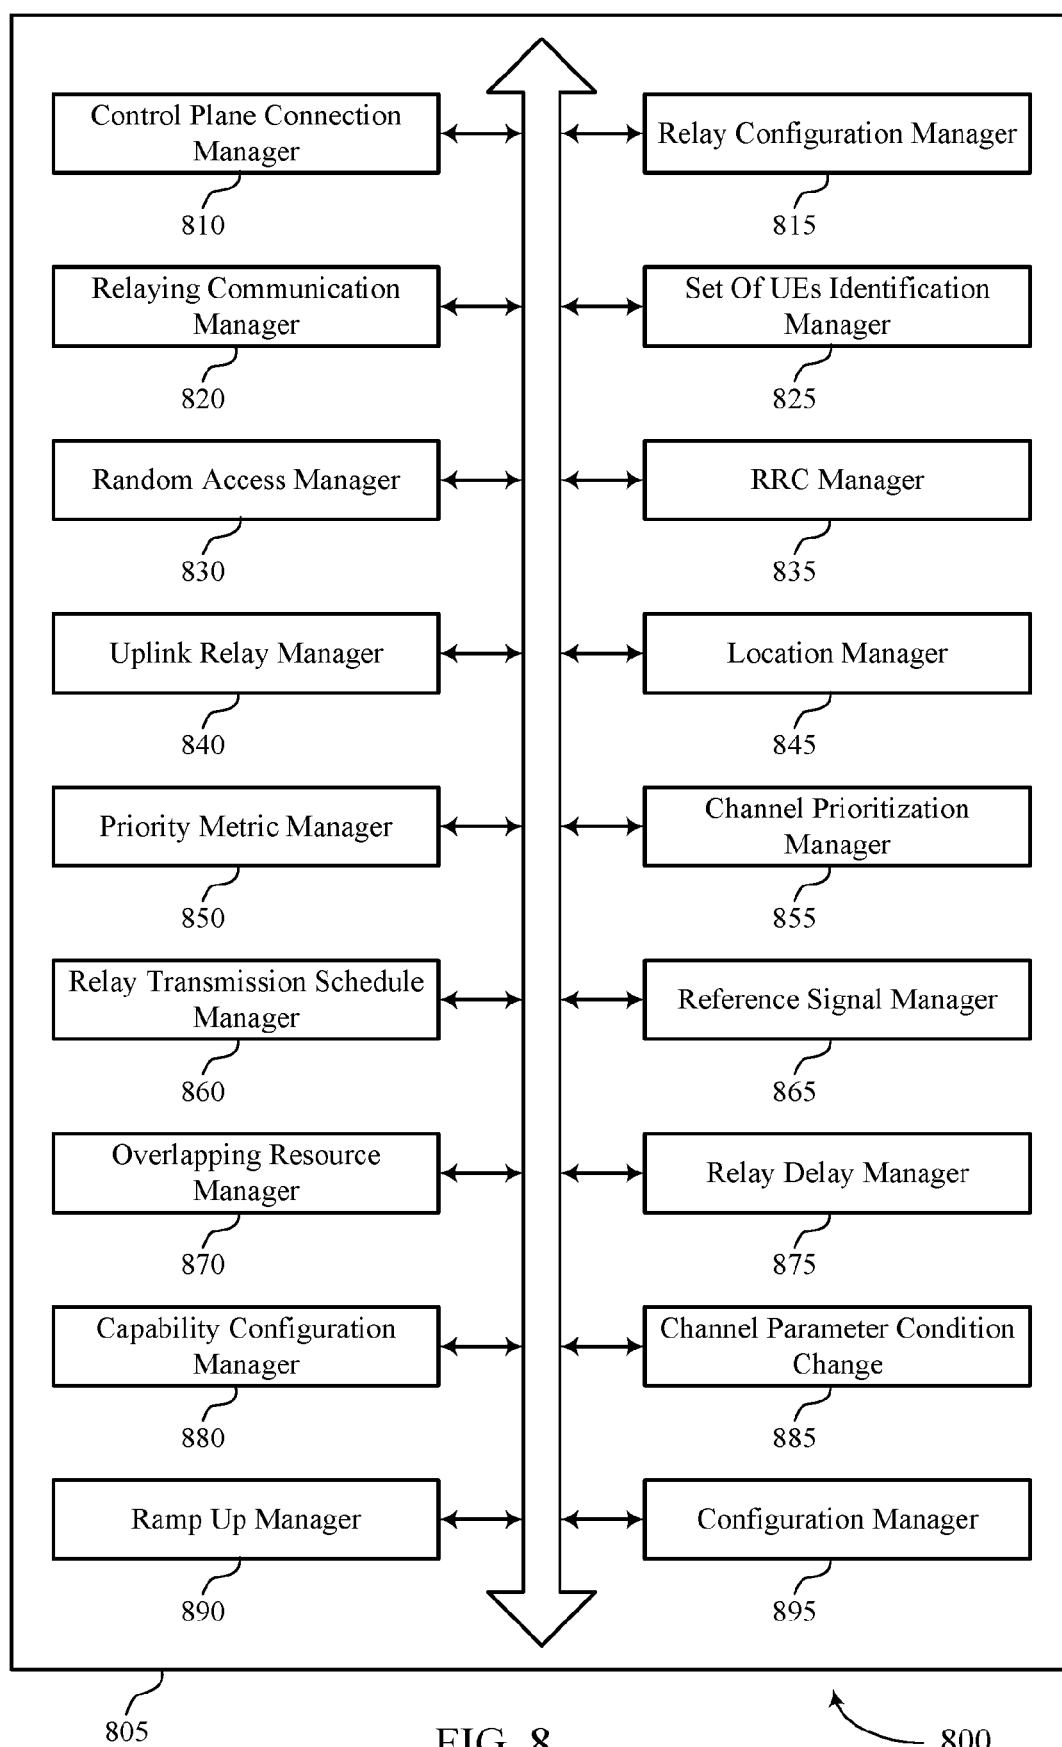 Control Plane Connection
Manager
810
Relay Configuration Manager
815
Relaying Communication
Manager
820
Set Of UEs Identification
Manager
825
Random Access Manager
830
RRC Manager
835
Uplink Relay Manager
840
Location Manager
845
Priority Metric Manager
850
Channel Prioritization
Manager
855
Relay Transmission Schedule
Manager
860
Reference Signal Manager
865
Overlapping Resource
Manager
870
Relay Delay Manager
875
Capability Configuration
Manager
880
Channel Parameter Condition
Change
885
Ramp Up Manager
890
Configuration Manager
895
805
FIG. 8
800